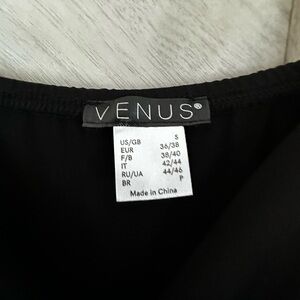 VENUS®
US/GB S
EUR 36/38
F/B 38/40
IT 42/44
RU/UA 44/46
BR P
Made in China